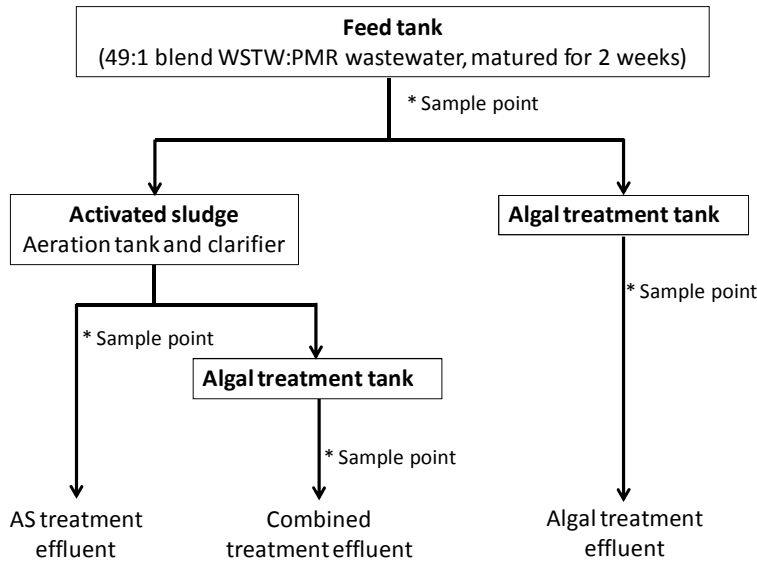 Feed tank
(49:1 blend WSTW:PMR wastewater, matured for 2 weeks)
* Sample point
Activated sludge
Aeration tank and clarifier
Algal treatment tank
* Sample point
* Sample point
Algal treatment tank
* Sample point
AS treatment
effluent
Combined
treatment effluent
Algal treatment
effluent